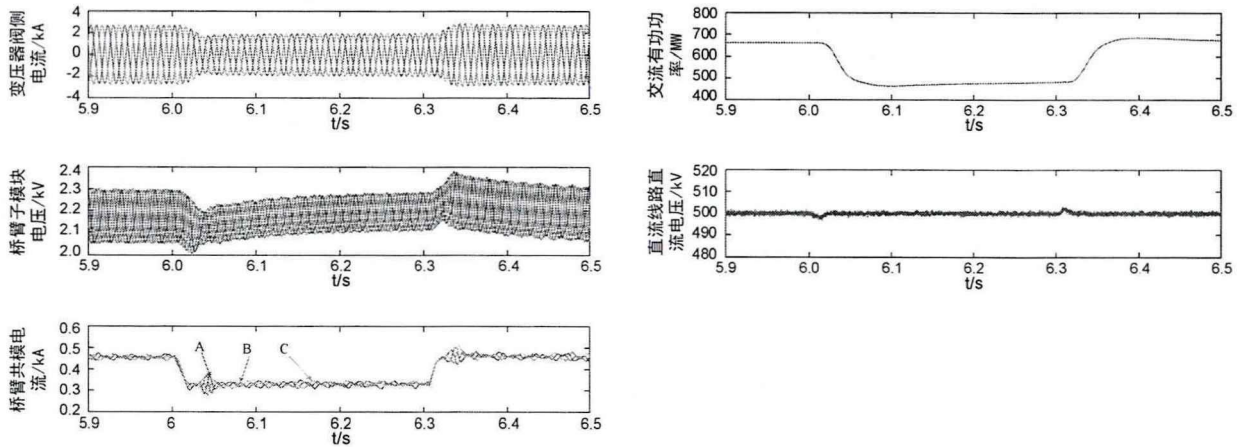 变压器阀侧
电流/kA
4
2
0
-2
-4
5.9 6.0 6.1 6.2 6.3 6.4 6.5
t/s
桥臂子模块
电压/kV
2.4
2.3
2.2
2.1
2.0
5.9 6.0 6.1 6.2 6.3 6.4 6.5
t/s
桥臂共模电
流/kA
0.6
0.5
0.4
0.3
0.2
A B C
5.9 6 6.1 6.2 6.3 6.4 6.5
t/s
交流有功功
率/MW
800
700
600
500
400
5.9 6.0 6.1 6.2 6.3 6.4 6.5
t/s
直流线路直
流电压/kV
520
510
500
490
480
5.9 6.0 6.1 6.2 6.3 6.4 6.5
t/s